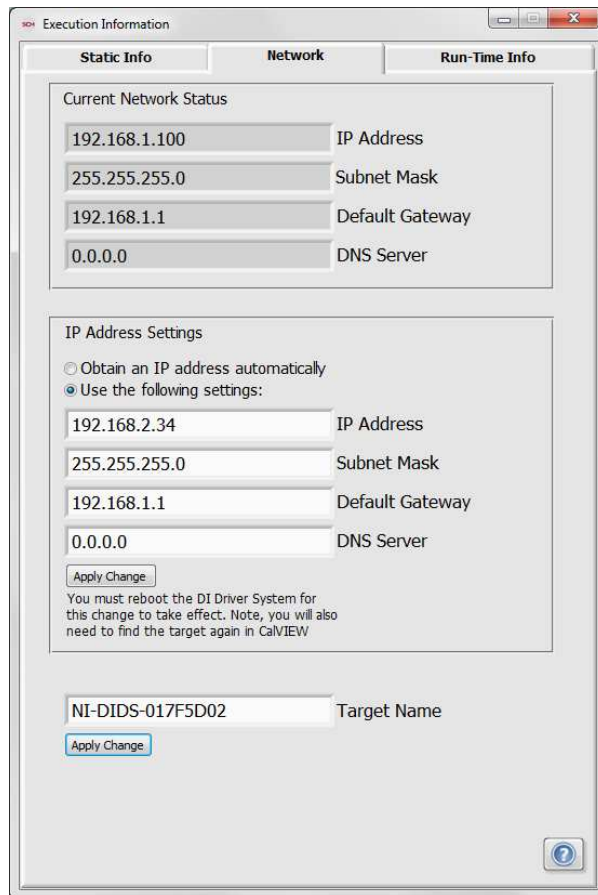 SCM Execution Information
Static Info
Network
Run-Time Info
Current Network Status
192.168.1.100 IP Address
255.255.255.0 Subnet Mask
192.168.1.1 Default Gateway
0.0.0.0 DNS Server
IP Address Settings
Obtain an IP address automatically
Use the following settings:
192.168.2.34 IP Address
255.255.255.0 Subnet Mask
192.168.1.1 Default Gateway
0.0.0.0 DNS Server
Apply Change
You must reboot the DI Driver System for
this change to take effect. Note, you will also
need to find the target again in CalVIEW
NI-DIDS-017F5D02 Target Name
Apply Change
?